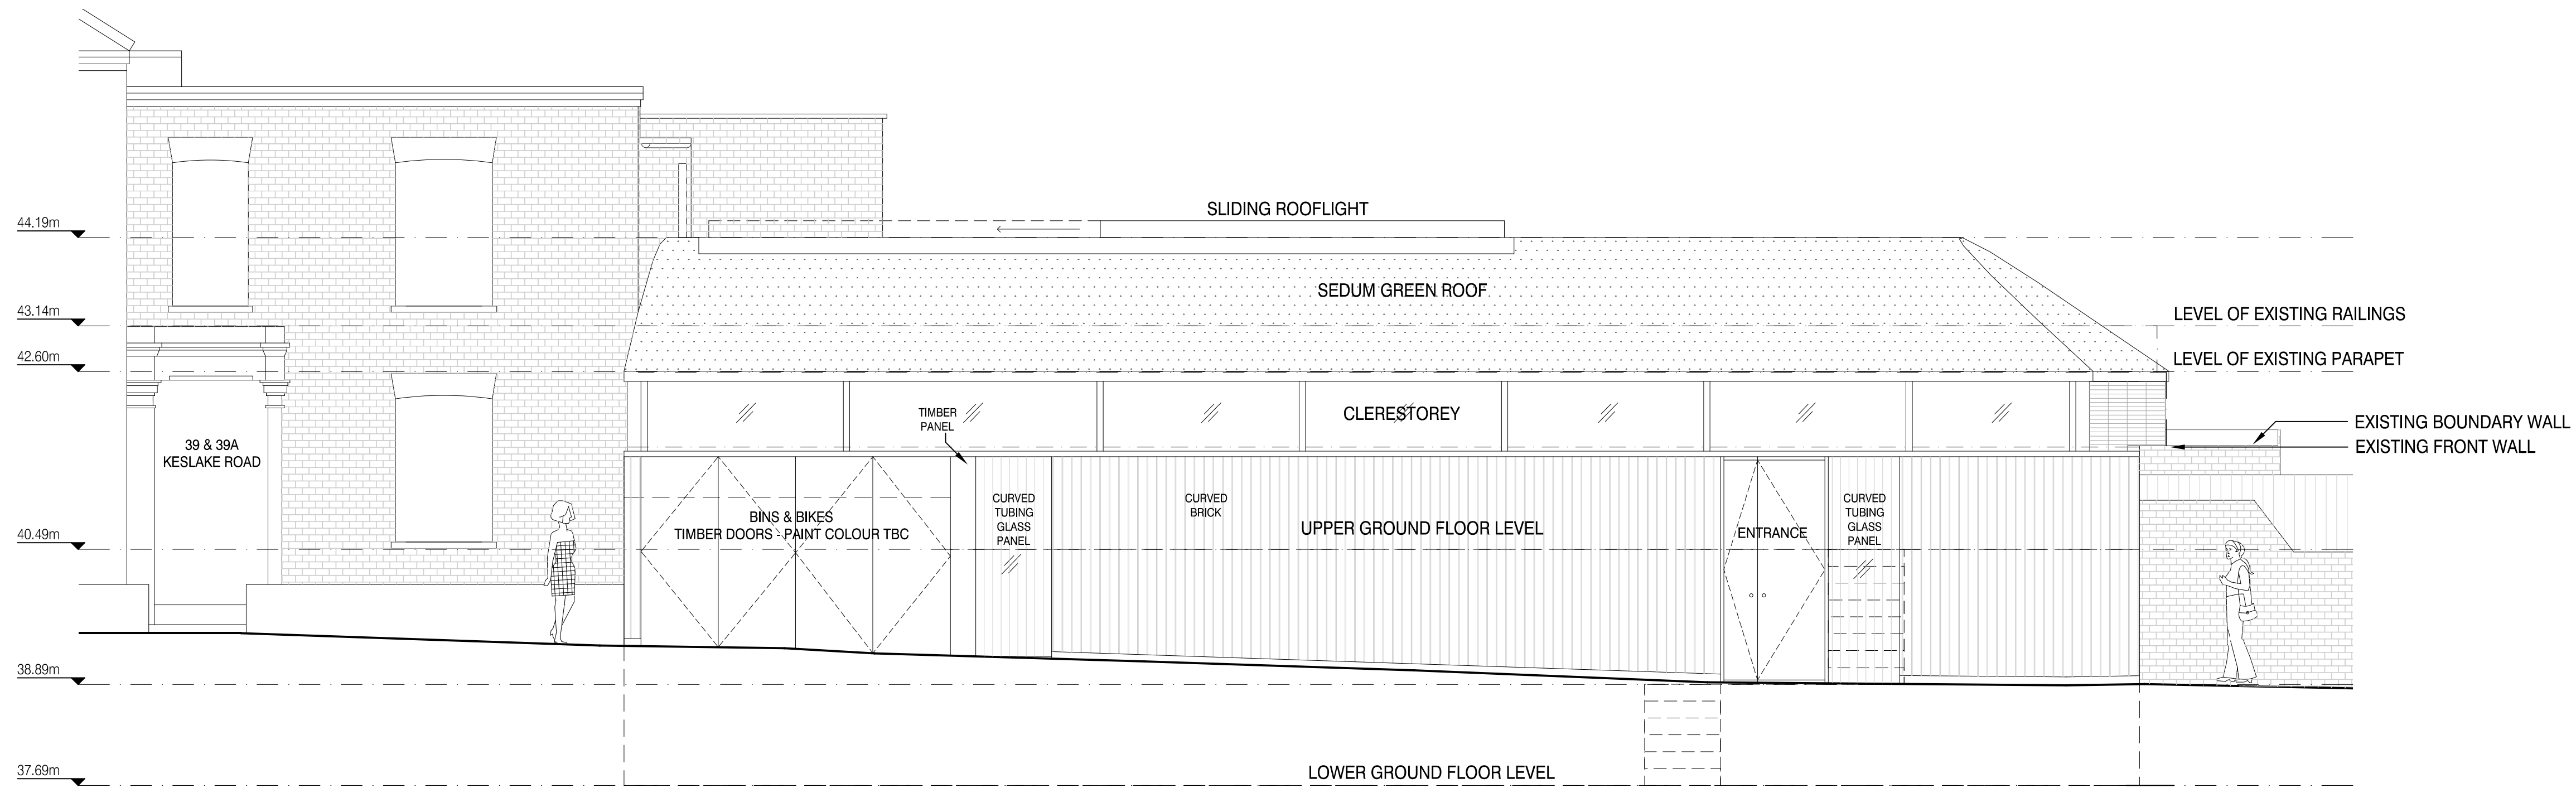 SLIDING ROOFLIGHT
44.19m
SEDUM GREEN ROOF
43.14m
LEVEL OF EXISTING RAILINGS
42.60m
LEVEL OF EXISTING PARAPET
TIMBER
PANEL
CLERESTOREY
EXISTING BOUNDARY WALL
EXISTING FRONT WALL
39 & 39A
KESLAKE ROAD
BINS & BIKES
TIMBER DOORS - PAINT COLOUR TBC
CURVED
TUBING
GLASS
PANEL
CURVED
BRICK
UPPER GROUND FLOOR LEVEL
ENTRANCE
CURVED
TUBING
GLASS
PANEL
40.49m
38.89m
37.69m
LOWER GROUND FLOOR LEVEL